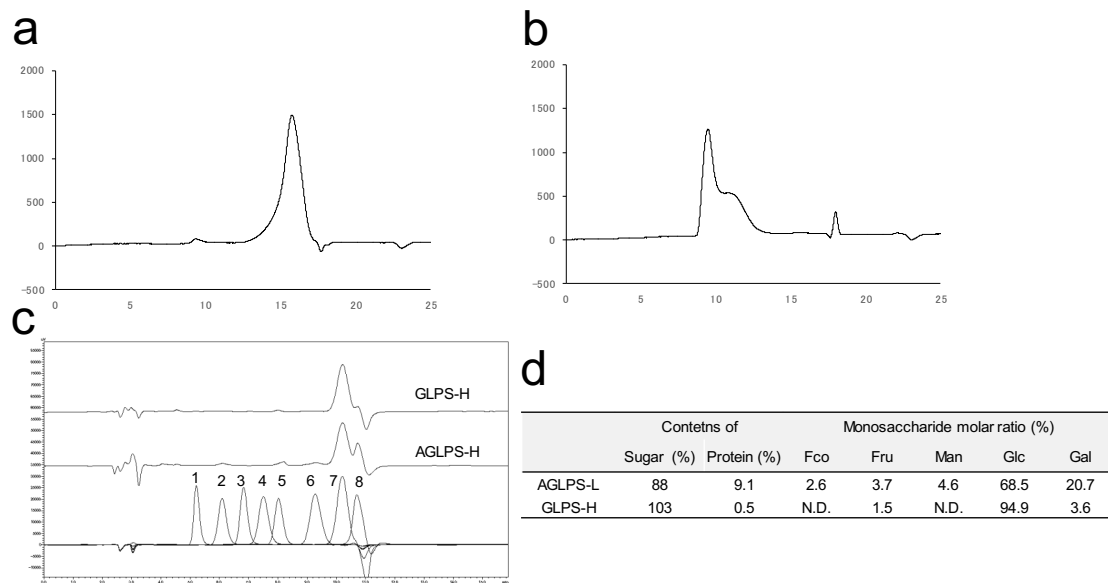 a
2000
1500
1000
500
0
−500
0 5 10 15 20 25
b
2000
1500
1000
500
0
−500
0 5 10 15 20 25
c
GLPS-H
AGLPS-H
1 2 3 4 5 6 7 8
d
Contetns of Monosaccharide molar ratio (%)
Sugar (%) Protein (%) Fco Fru Man Glc Gal
AGLPS-L 88 9.1 2.6 3.7 4.6 68.5 20.7
GLPS-H 103 0.5 N.D. 1.5 N.D. 94.9 3.6